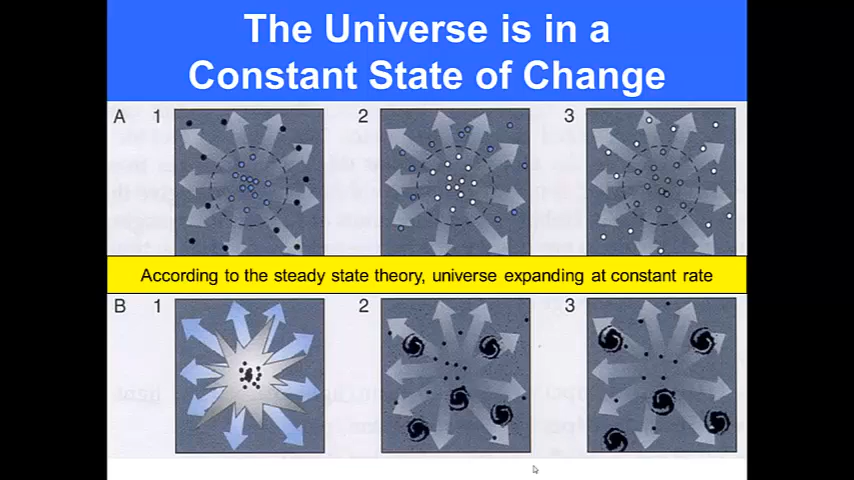 The Universe is in a
Constant State of Change
A 1 2 3
According to the steady state theory, universe expanding at constant rate
B 1 2 3